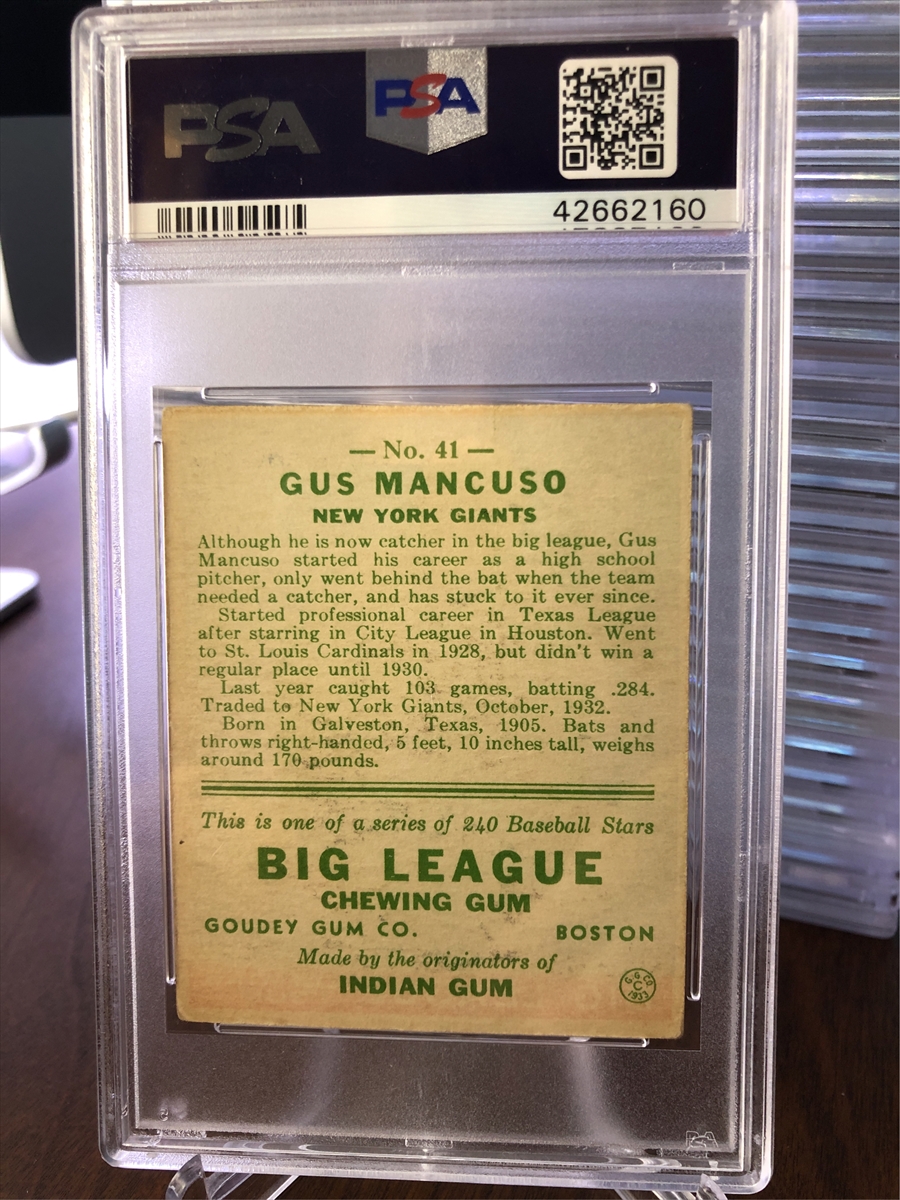 PSA
PSA
42662160
— No. 41 —
GUS MANCUSO
NEW YORK GIANTS
Although he is now catcher in the big league, Gus
Mancuso started his career as a high school
pitcher, only went behind the bat when the team
needed a catcher, and has stuck to it ever since.
Started professional career in Texas League
after starring in City League in Houston. Went
to St. Louis Cardinals in 1928, but didn't win a
regular place until 1930.
Last year caught 103 games, batting .284.
Traded to New York Giants, October, 1932.
Born in Galveston, Texas, 1905. Bats and
throws right-handed, 5 feet, 10 inches tall, weighs
around 170 pounds.
This is one of a series of 240 Baseball Stars
BIG LEAGUE
CHEWING GUM
GOUDEY GUM CO. BOSTON
Made by the originators of
INDIAN GUM
G.G.CO.
C
1933
PSA